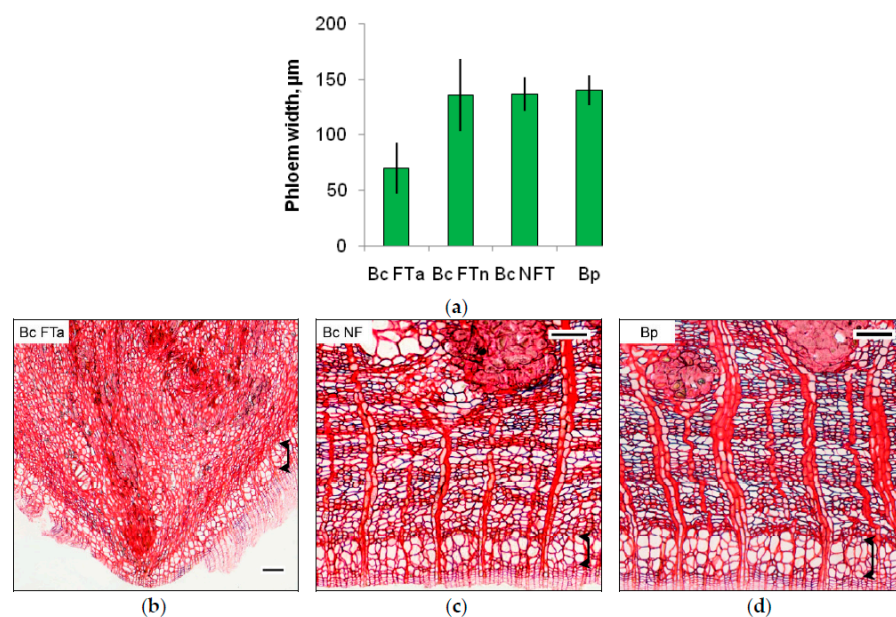 200
150
100
50
0
Phloem width, µm
Bc FTa Bc FTn Bc NFT Bp
(a)
Bc FTa
Bc NF
Bp
(b)
(c)
(d)